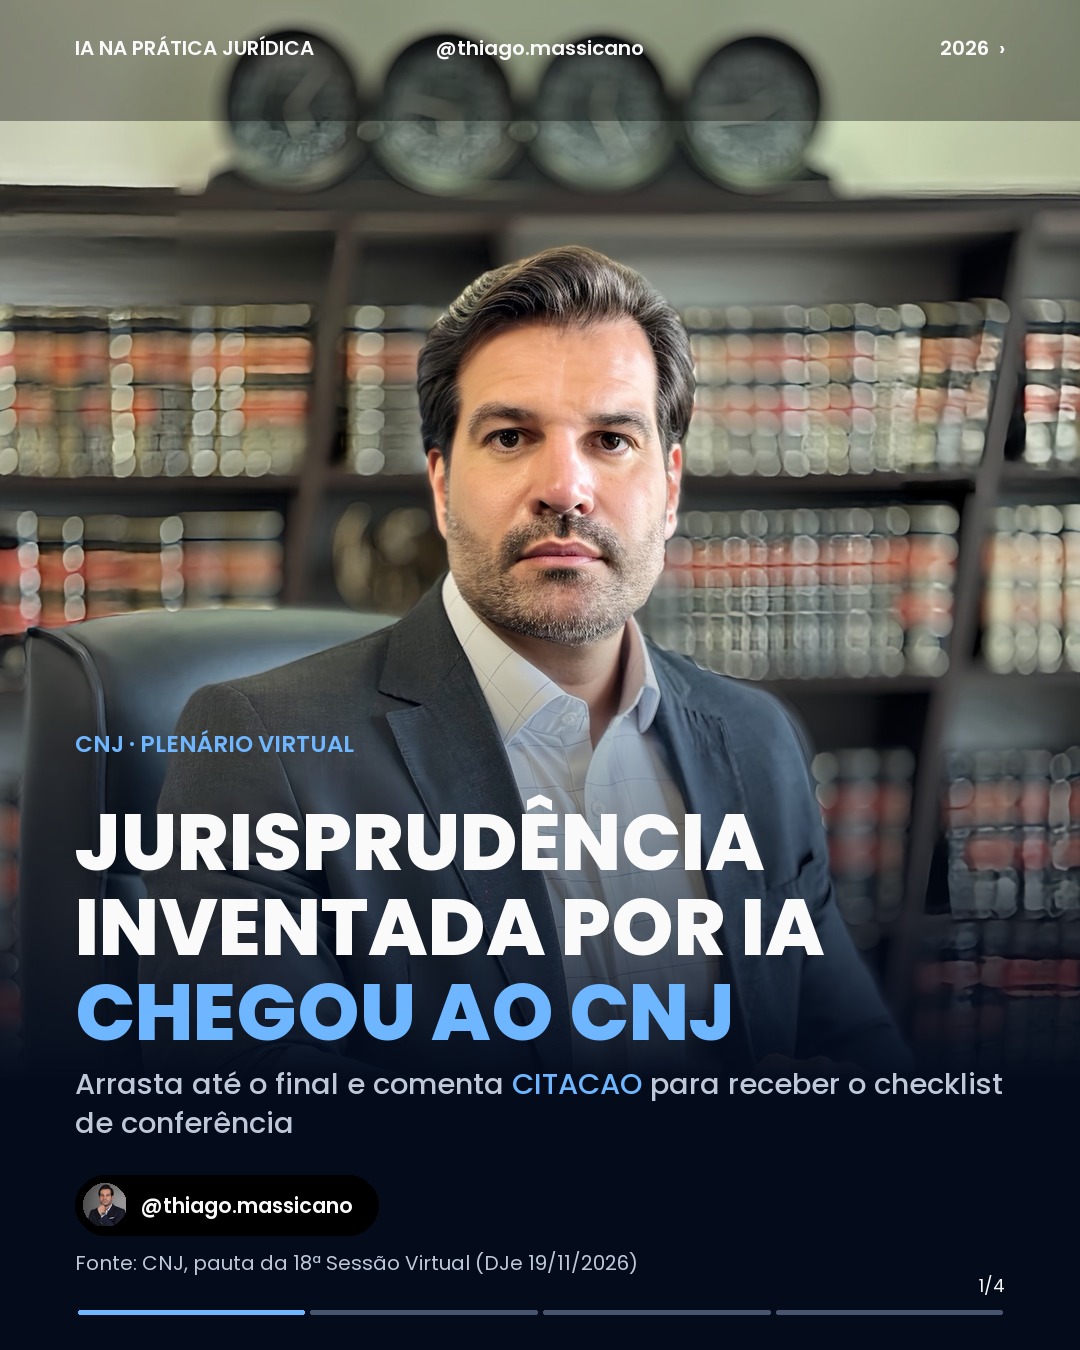 IA NA PRÁTICA JURÍDICA
@thiago.massicano
2026 ›
CNJ · PLENÁRIO VIRTUAL
JURISPRUDÊNCIA
INVENTADA POR IA
CHEGOU AO CNJ
Arrasta até o final e comenta CITACAO para receber o checklist
de conferência
@thiago.massicano
Fonte: CNJ, pauta da 18ª Sessão Virtual (DJe 19/11/2026)
1/4